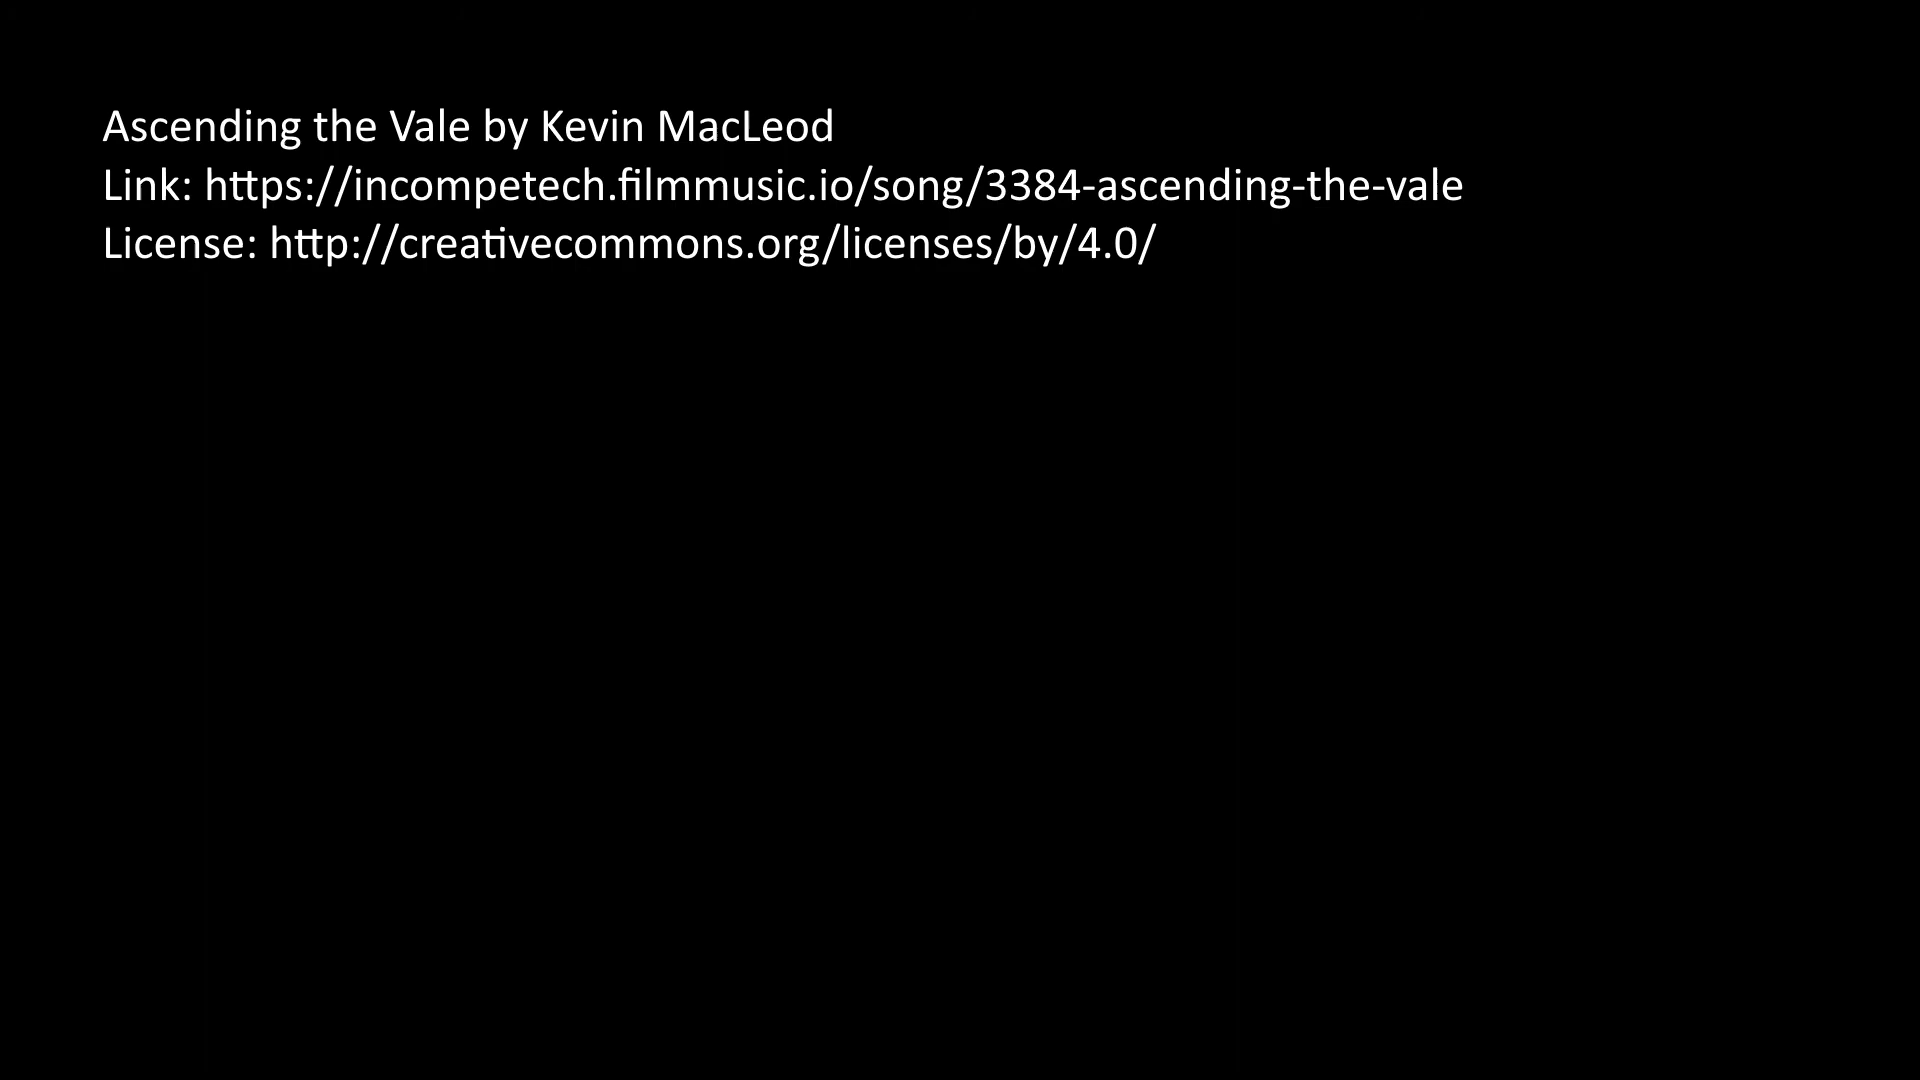 Ascending the Vale by Kevin MacLeod
Link: https://incompetech.filmmusic.io/song/3384-ascending-the-vale
License: http://creativecommons.org/licenses/by/4.0/